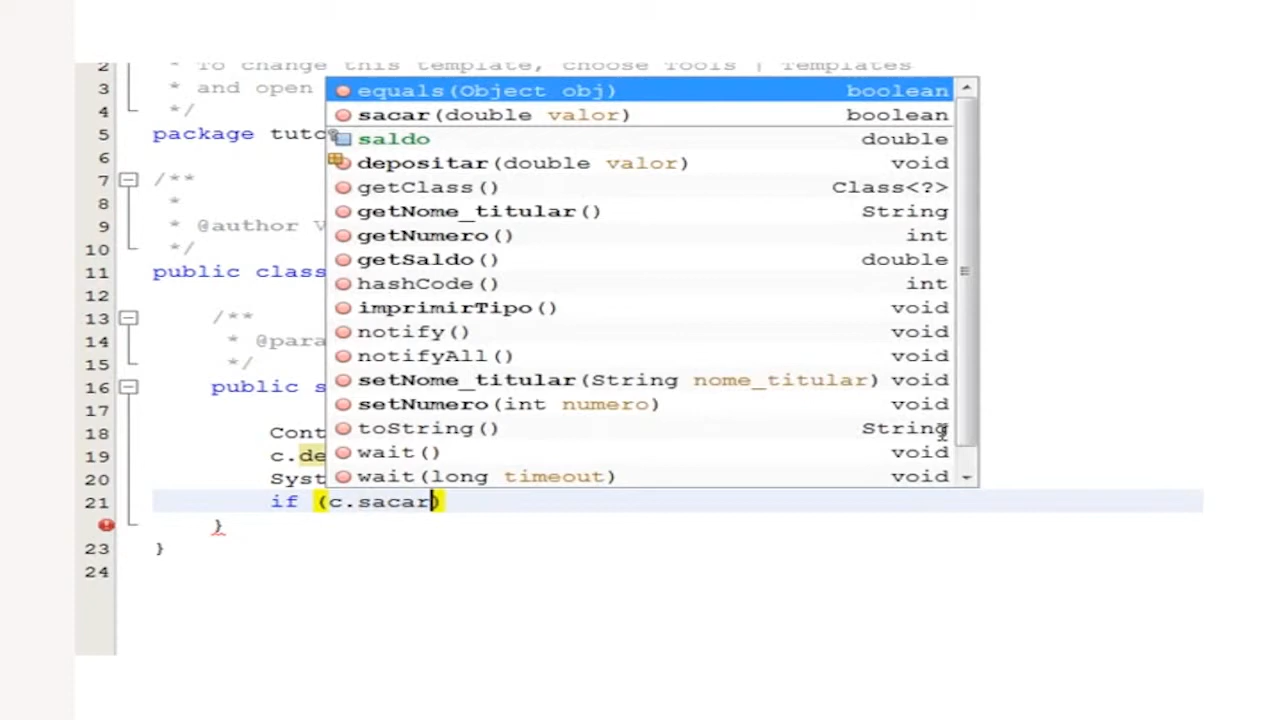 2 * To change this template, choose Tools | Templates
3 * and open
4 */
5 package tuto
6
7 /**
8 *
9 * @author V
10 */
11 public class
12
13 /**
14 * @para
15 */
16 public s
17
18 Cont
19 c.de
20 Syst
21 if (c.sacar)
}
23 }
24
equals(Object obj) boolean
sacar(double valor) boolean
saldo double
depositar(double valor) void
getClass() Class<?>
getNome_titular() String
getNumero() int
getSaldo() double
hashCode() int
imprimirTipo() void
notify() void
notifyAll() void
setNome_titular(String nome_titular) void
setNumero(int numero) void
toString() String
wait() void
wait(long timeout) void